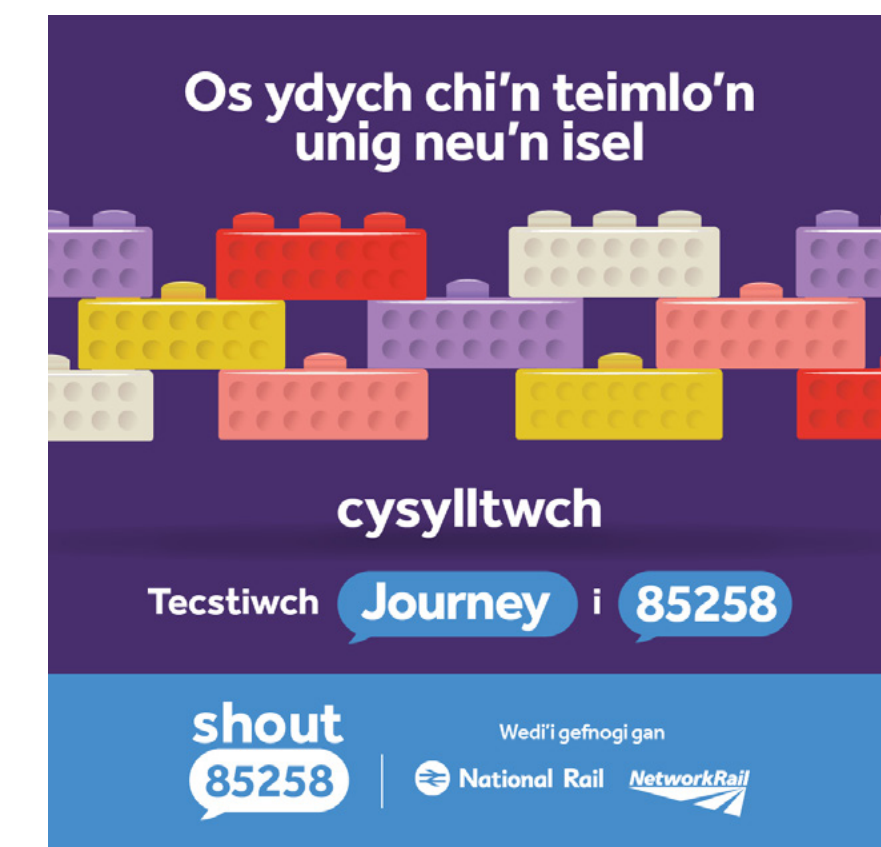 Os ydych chi'n teimlo'n
unig neu'n isel
cysylltwch
Tecstiwch Journey i 85258
shout
85258
Wedi'i gefnogi gan
National Rail NetworkRail